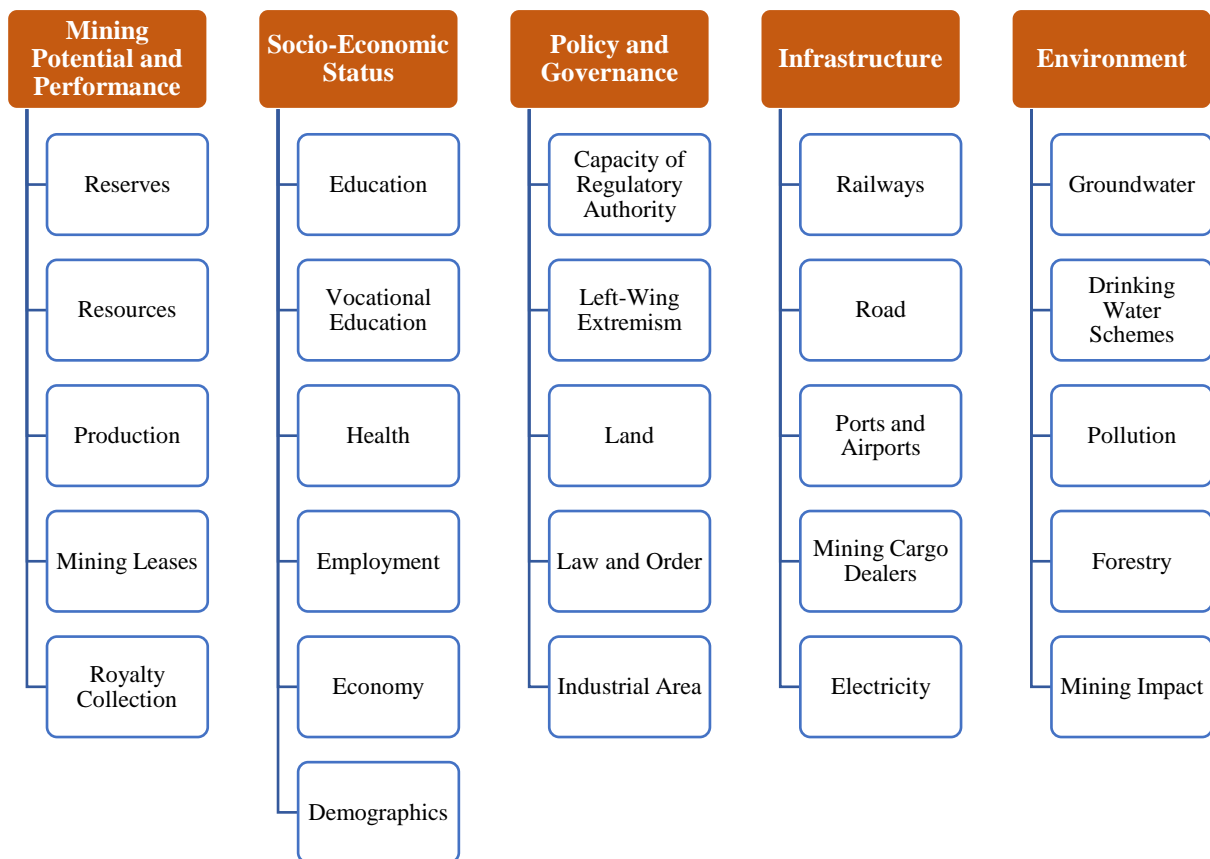 Mining
Potential and
Performance
Reserves
Resources
Production
Mining Leases
Royalty
Collection
Socio-Economic
Status
Education
Vocational
Education
Health
Employment
Economy
Demographics
Policy and
Governance
Capacity of
Regulatory
Authority
Left-Wing
Extremism
Land
Law and Order
Industrial Area
Infrastructure
Railways
Road
Ports and
Airports
Mining Cargo
Dealers
Electricity
Environment
Groundwater
Drinking
Water
Schemes
Pollution
Forestry
Mining Impact